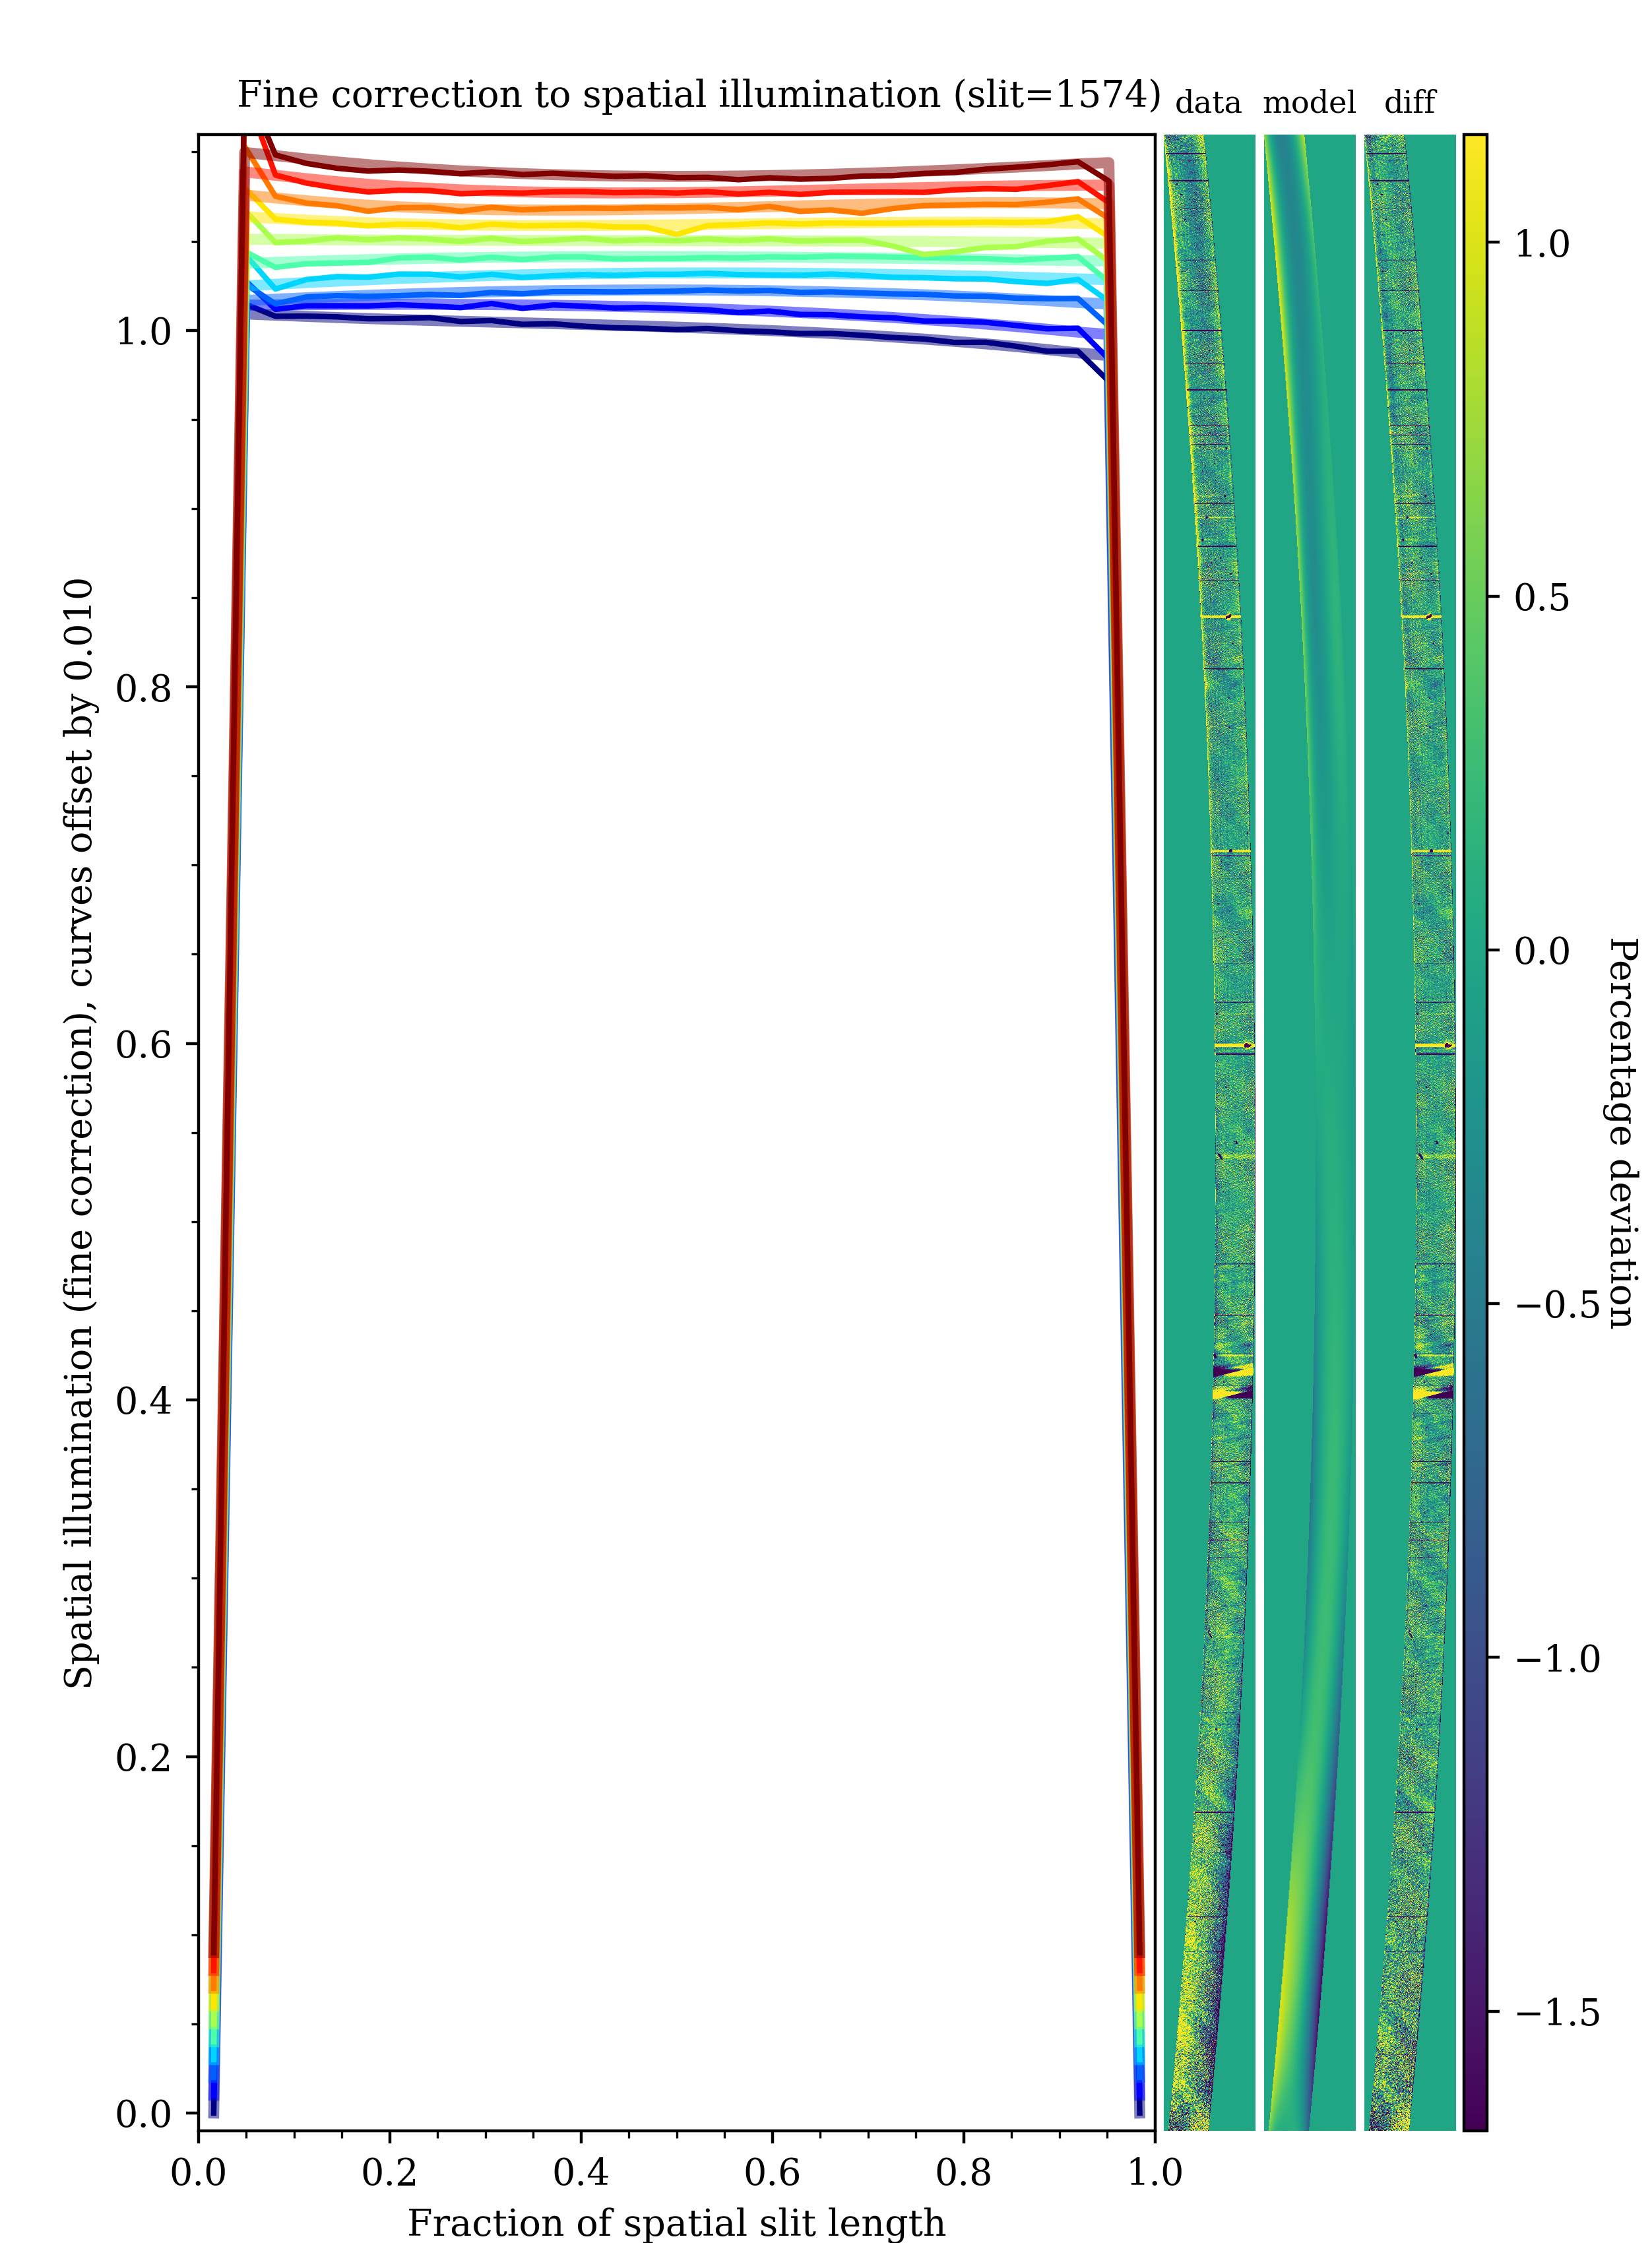 Fine correction to spatial illumination (slit=1574)
data model diff
Spatial illumination (fine correction), curves offset by 0.010
1.0
0.8
0.6
0.4
0.2
0.0
0.0 0.2 0.4 0.6 0.8 1.0
Fraction of spatial slit length
1.0
0.5
0.0
−0.5
−1.0
−1.5
Percentage deviation